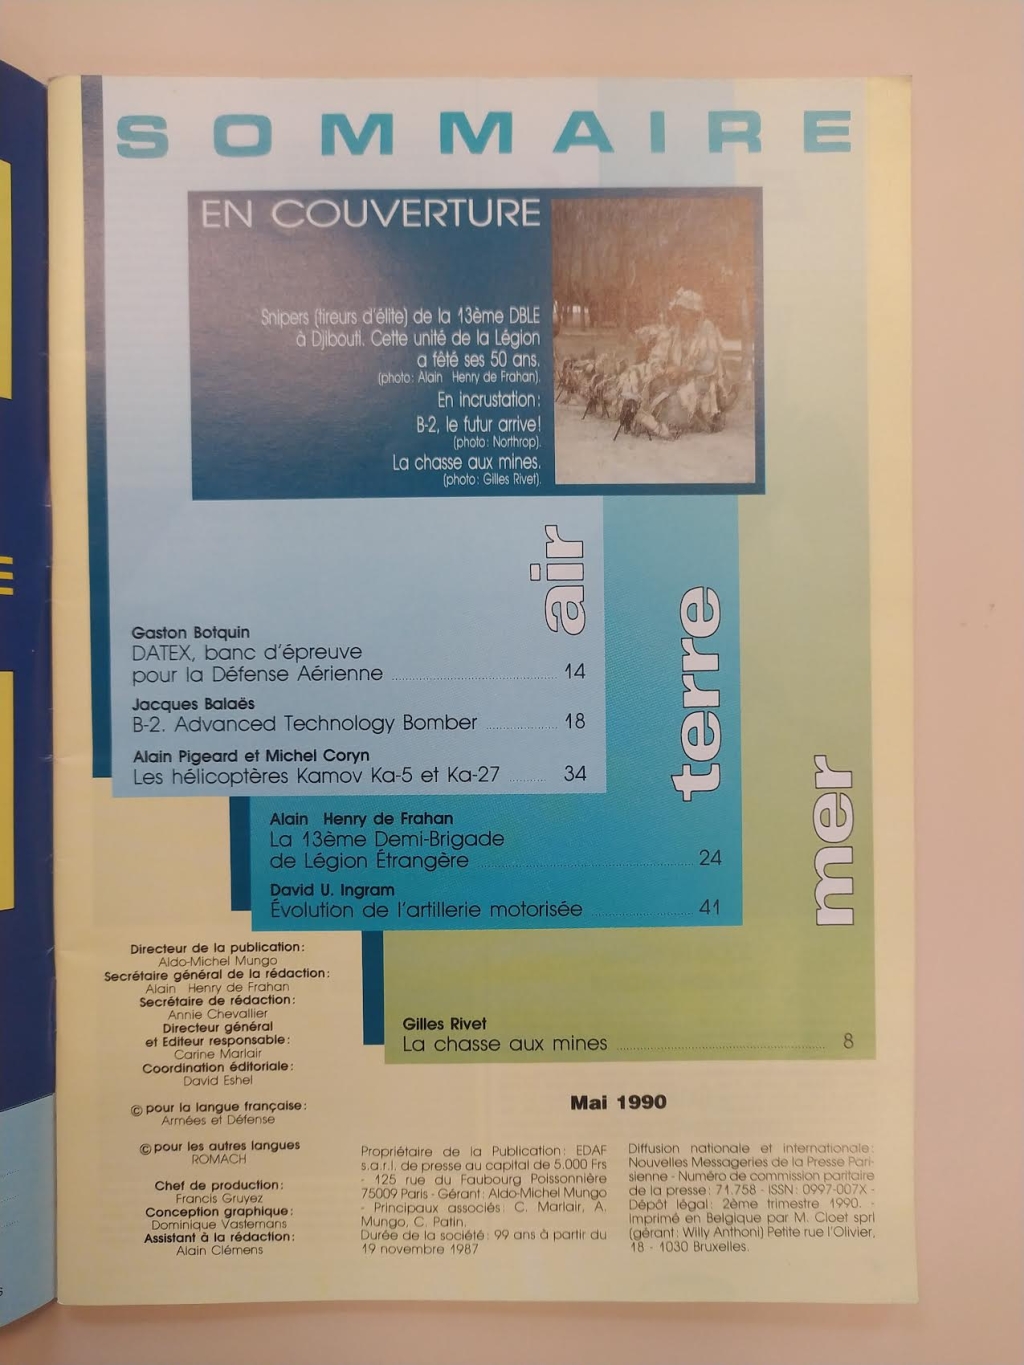 SOMMAIRE
EN COUVERTURE
Snipers (tireurs d'élite) de la 13ème DBLE
à Djibouti. Cette unité de la Légion
a fêté ses 50 ans.
(photo: Alain Henry de Frahan).
En incrustation:
B-2, le futur arrive!
(photo: Northrop).
La chasse aux mines.
(photo: Gilles Rivet).
air
Gaston Botquin
DATEX, banc d'épreuve
pour la Défense Aérienne 14
Jacques Balaës
B-2. Advanced Technology Bomber 18
Alain Pigeard et Michel Coryn
Les hélicoptères Kamov Ka-5 et Ka-27 34
terre
Alain Henry de Frahan
La 13ème Demi-Brigade
de Légion Étrangère 24
David U. Ingram
Évolution de l'artillerie motorisée 41
mer
Gilles Rivet
La chasse aux mines 8
Directeur de la publication:
Aldo-Michel Mungo
Secrétaire général de la rédaction:
Alain Henry de Frahan
Secrétaire de rédaction:
Annie Chevallier
Directeur général
et Editeur responsable:
Carine Marlair
Coordination éditoriale:
David Eshel
© pour la langue française:
Armées et Défense
© pour les autres langues
ROMACH
Chef de production:
Francis Gruyez
Conception graphique:
Dominique Vastemans
Assistant à la rédaction:
Alain Clémens
Mai 1990
Propriétaire de la Publication: EDAF
s.a.r.l. de presse au capital de 5.000 Frs
- 125 rue du Faubourg Poissonnière
75009 Paris - Gérant: Aldo-Michel Mungo
- Principaux associés: C. Marlair, A.
Mungo, C. Patin.
Durée de la société: 99 ans à partir du
19 novembre 1987
Diffusion nationale et internationale:
Nouvelles Messageries de la Presse Pari-
sienne - Numéro de commission paritaire
de la presse: 71.758 - ISSN: 0997-007X -
Dépôt légal: 2ème trimestre 1990. -
Imprimé en Belgique par M. Cloet sprl
(gérant: Willy Anthoni) Petite rue l'Olivier,
18 - 1030 Bruxelles.